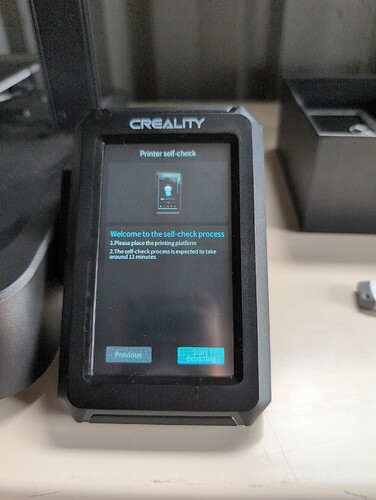 CREALITY
Printer self-check
Welcome to the self-check process
1.Please place the printing platform
2.The self-check process is expected to take
around 11 minutes
Previous
Start
detecting